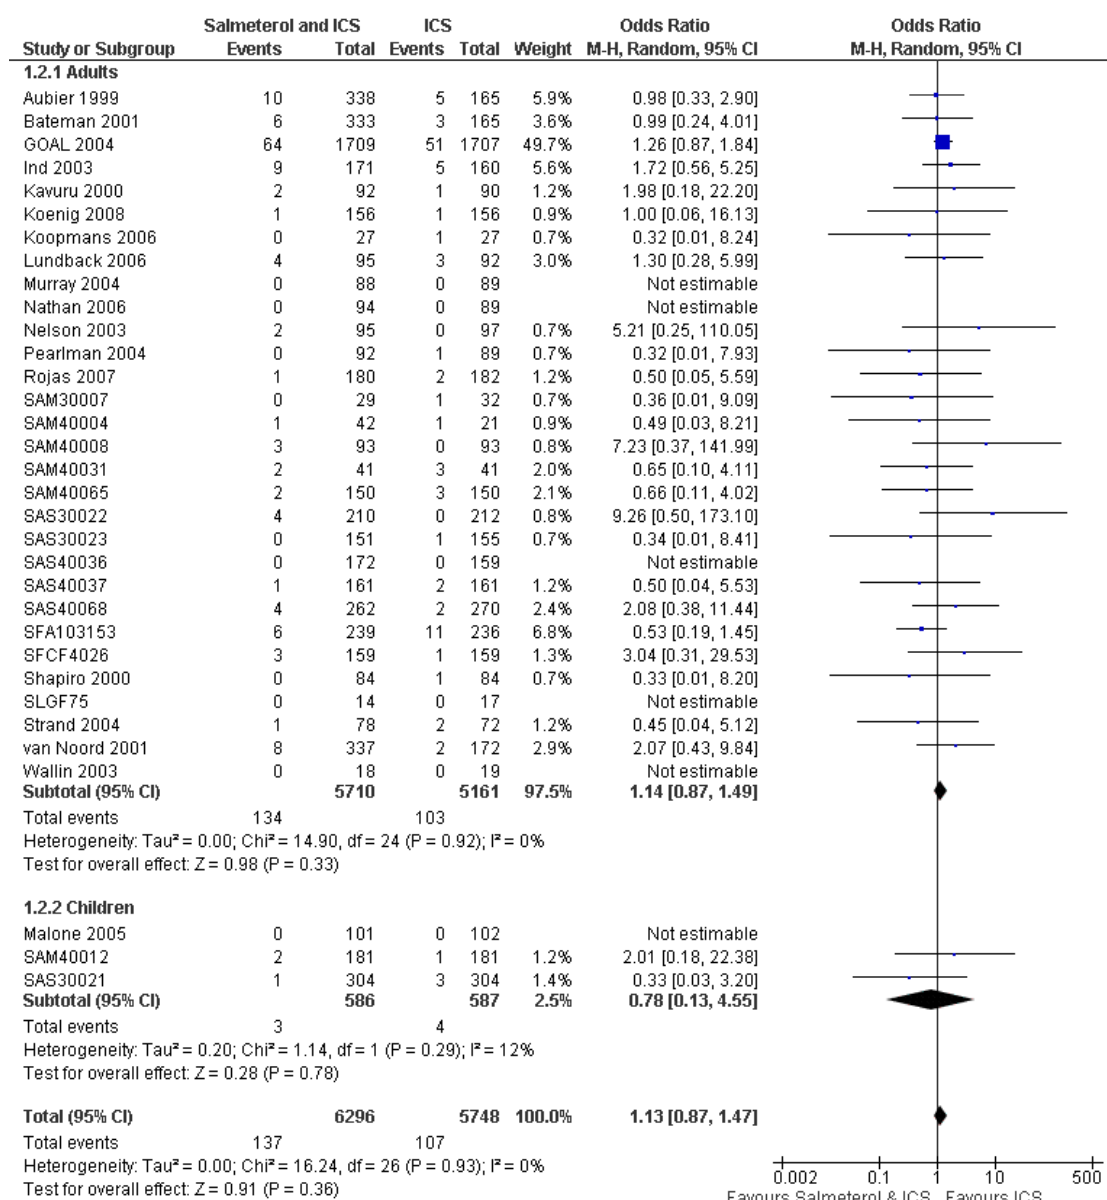 Salmeterol and ICS ICS Odds Ratio Odds Ratio
Study or Subgroup Events Total Events Total Weight M-H, Random, 95% CI M-H, Random, 95% CI
1.2.1 Adults
Aubier 1999 10 338 5 165 5.9% 0.98 [0.33, 2.90]
Bateman 2001 6 333 3 165 3.6% 0.99 [0.24, 4.01]
GOAL 2004 64 1709 51 1707 49.7% 1.26 [0.87, 1.84]
Ind 2003 9 171 5 160 5.6% 1.72 [0.56, 5.25]
Kavuru 2000 2 92 1 90 1.2% 1.98 [0.18, 22.20]
Koenig 2008 1 156 1 156 0.9% 1.00 [0.06, 16.13]
Koopmans 2006 0 27 1 27 0.7% 0.32 [0.01, 8.24]
Lundback 2006 4 95 3 92 3.0% 1.30 [0.28, 5.99]
Murray 2004 0 88 0 89 Not estimable
Nathan 2006 0 94 0 89 Not estimable
Nelson 2003 2 95 0 97 0.7% 5.21 [0.25, 110.05]
Pearlman 2004 0 92 1 89 0.7% 0.32 [0.01, 7.93]
Rojas 2007 1 180 2 182 1.2% 0.50 [0.05, 5.59]
SAM30007 0 29 1 32 0.7% 0.36 [0.01, 9.09]
SAM40004 1 42 1 21 0.9% 0.49 [0.03, 8.21]
SAM40008 3 93 0 93 0.8% 7.23 [0.37, 141.99]
SAM40031 2 41 3 41 2.0% 0.65 [0.10, 4.11]
SAM40065 2 150 3 150 2.1% 0.66 [0.11, 4.02]
SAS30022 4 210 0 212 0.8% 9.26 [0.50, 173.10]
SAS30023 0 151 1 155 0.7% 0.34 [0.01, 8.41]
SAS40036 0 172 0 159 Not estimable
SAS40037 1 161 2 161 1.2% 0.50 [0.04, 5.53]
SAS40068 4 262 2 270 2.4% 2.08 [0.38, 11.44]
SFA103153 6 239 11 236 6.8% 0.53 [0.19, 1.45]
SFCF4026 3 159 1 159 1.3% 3.04 [0.31, 29.53]
Shapiro 2000 0 84 1 84 0.7% 0.33 [0.01, 8.20]
SLGF75 0 14 0 17 Not estimable
Strand 2004 1 78 2 72 1.2% 0.45 [0.04, 5.12]
van Noord 2001 8 337 2 172 2.9% 2.07 [0.43, 9.84]
Wallin 2003 0 18 0 19 Not estimable
Subtotal (95% CI) 5710 5161 97.5% 1.14 [0.87, 1.49]
Total events 134 103
Heterogeneity: Tau² = 0.00; Chi² = 14.90, df = 24 (P = 0.92); I² = 0%
Test for overall effect: Z = 0.98 (P = 0.33)
1.2.2 Children
Malone 2005 0 101 0 102 Not estimable
SAM40012 2 181 1 181 1.2% 2.01 [0.18, 22.38]
SAS30021 1 304 3 304 1.4% 0.33 [0.03, 3.20]
Subtotal (95% CI) 586 587 2.5% 0.78 [0.13, 4.55]
Total events 3 4
Heterogeneity: Tau² = 0.20; Chi² = 1.14, df = 1 (P = 0.29); I² = 12%
Test for overall effect: Z = 0.28 (P = 0.78)
Total (95% CI) 6296 5748 100.0% 1.13 [0.87, 1.47]
Total events 137 107
Heterogeneity: Tau² = 0.00; Chi² = 16.24, df = 26 (P = 0.93); I² = 0%
Test for overall effect: Z = 0.91 (P = 0.36)
0.002 0.1 1 10 500
Favours Salmeterol & ICS Favours ICS